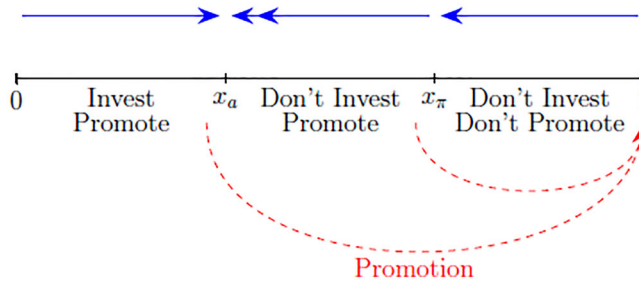 0 Invest x_a Don't Invest x_π Don't Invest
Promote Promote Don't Promote
Promotion